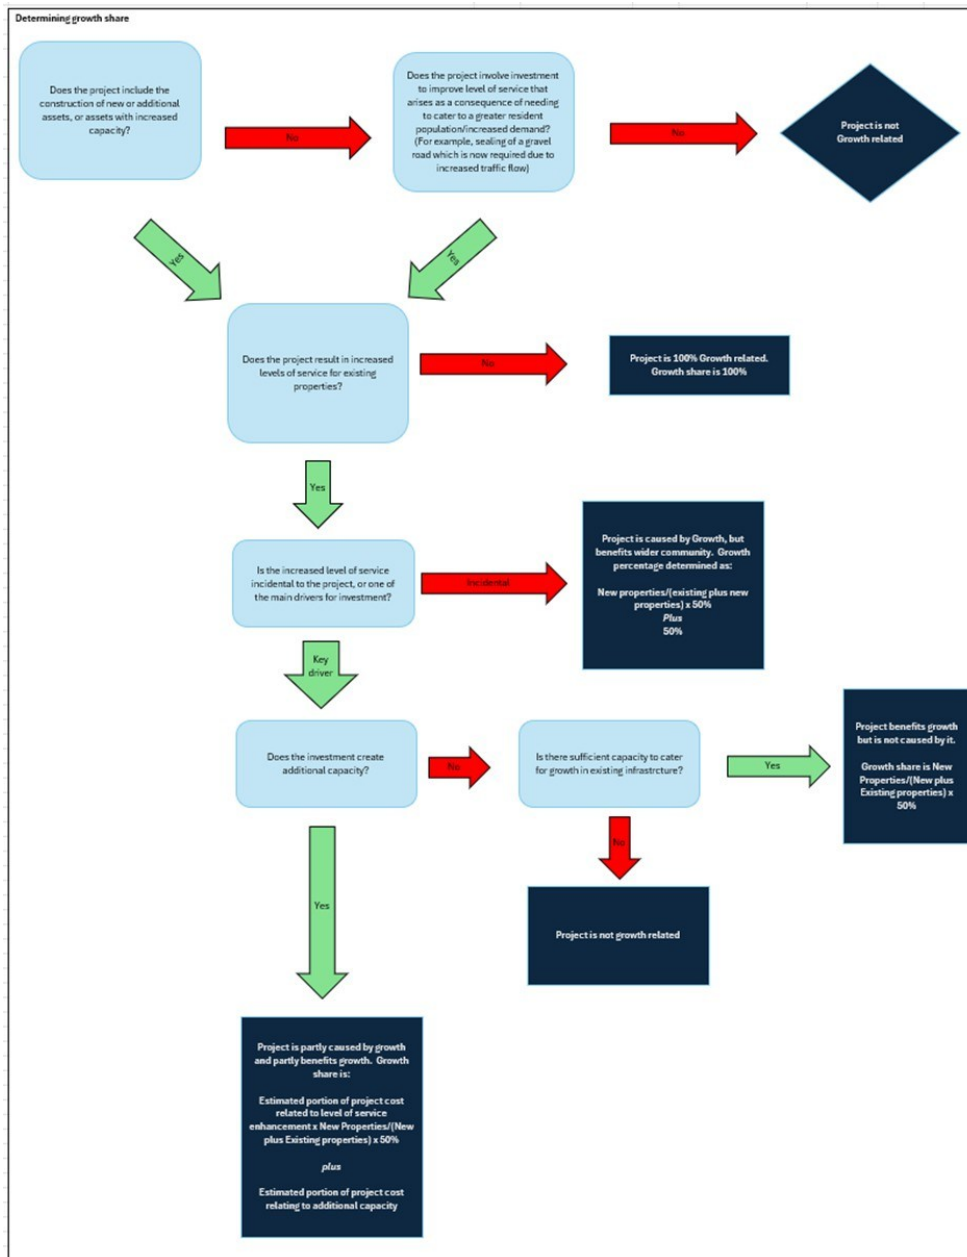 Determining growth share
Does the project include the
construction of new or additional
assets, or assets with increased
capacity?
No
Does the project involve investment
to improve level of service that
arises as a consequence of needing
to cater to a greater resident
population/increased demand?
(For example, sealing of a gravel
road which is now required due to
increased traffic flow)
No
Project is not
Growth related
Yes
Yes
Does the project result in increased
levels of service for existing
properties?
No
Project is 100% Growth related.
Growth share is 100%
Yes
Is the increased level of service
incidental to the project, or one of
the main drivers for investment?
Incidental
Project is caused by Growth, but
benefits wider community. Growth
percentage determined as:
New properties/(existing plus new
properties) x 50%
Plus
50%
Key
driver
Does the investment create
additional capacity?
No
Is there sufficient capacity to cater
for growth in existing infrastrcture?
Yes
Project benefits growth
but is not caused by it.
Growth share is New
Properties/(New plus
Existing properties) x
50%
No
Project is not growth related
Yes
Project is partly caused by growth
and partly benefits growth. Growth
share is:
Estimated portion of project cost
related to level of service
enhancement x New Properties/(New
plus Existing properties) x 50%
plus
Estimated portion of project cost
relating to additional capacity